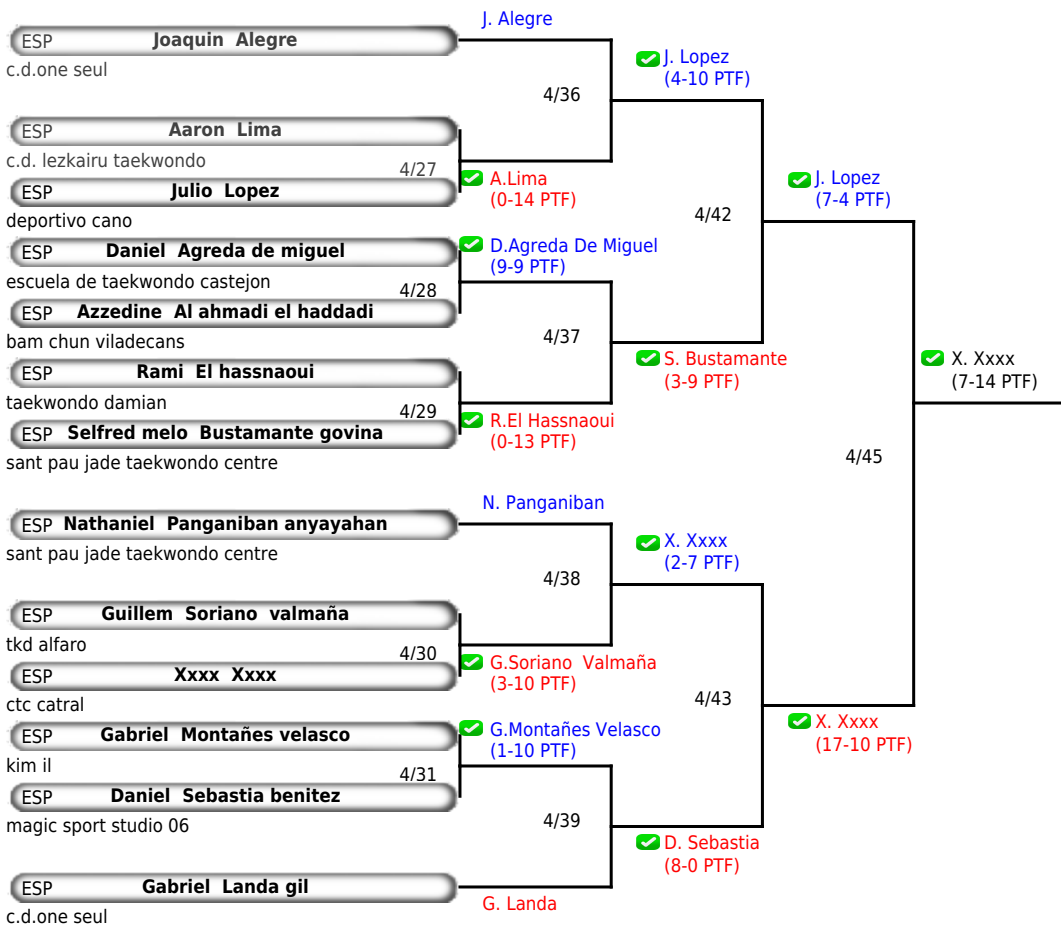 J. Alegre
ESP Joaquin Alegre
c.d.one seul
J. Lopez
(4-10 PTF)
4/36
ESP Aaron Lima
c.d. lezkairu taekwondo
4/27
A.Lima
(0-14 PTF)
ESP Julio Lopez
deportivo cano
J. Lopez
(7-4 PTF)
4/42
ESP Daniel Agreda de miguel
escuela de taekwondo castejon
D.Agreda De Miguel
(9-9 PTF)
4/28
ESP Azzedine Al ahmadi el haddadi
bam chun viladecans
4/37
S. Bustamante
(3-9 PTF)
X. Xxxx
(7-14 PTF)
ESP Rami El hassnaoui
taekwondo damian
4/29
R.El Hassnaoui
(0-13 PTF)
ESP Selfred melo Bustamante govina
sant pau jade taekwondo centre
4/45
N. Panganiban
ESP Nathaniel Panganiban anyayahan
sant pau jade taekwondo centre
X. Xxxx
(2-7 PTF)
4/38
ESP Guillem Soriano valmaña
tkd alfaro
4/30
G.Soriano Valmaña
(3-10 PTF)
ESP Xxxx Xxxx
ctc catral
4/43
X. Xxxx
(17-10 PTF)
ESP Gabriel Montañes velasco
kim il
G.Montañes Velasco
(1-10 PTF)
4/31
ESP Daniel Sebastia benitez
magic sport studio 06
4/39
D. Sebastia
(8-0 PTF)
ESP Gabriel Landa gil
c.d.one seul
G. Landa